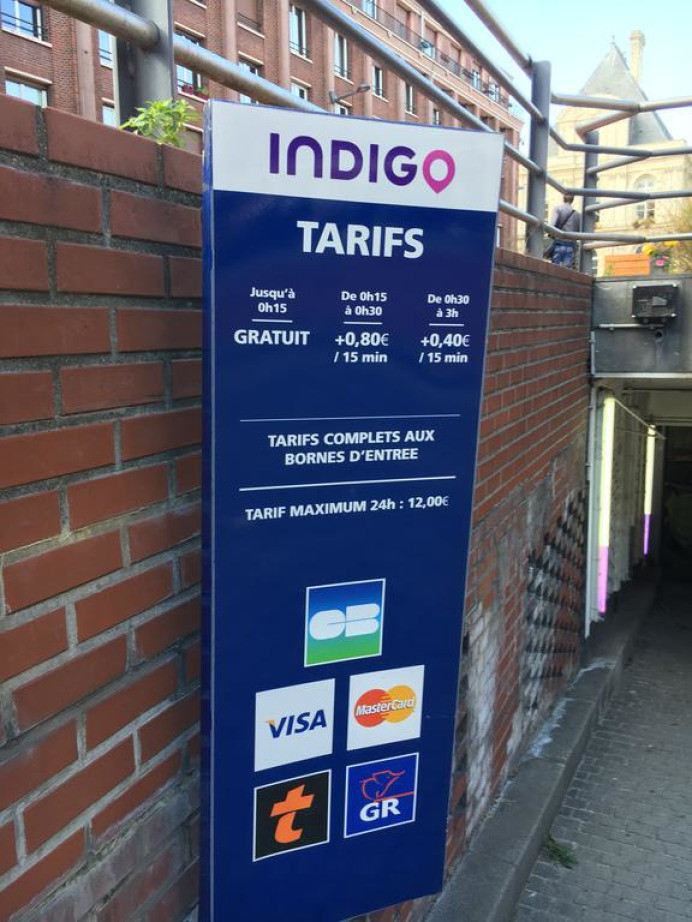 INDIGO
TARIFS
Jusqu'à
0h15
GRATUIT
De 0h15
à 0h30
+0,80€
/ 15 min
De 0h30
à 3h
+0,40€
/ 15 min
TARIFS COMPLETS AUX
BORNES D'ENTREE
TARIF MAXIMUM 24h : 12,00€
CB
VISA
MasterCard
t
GR